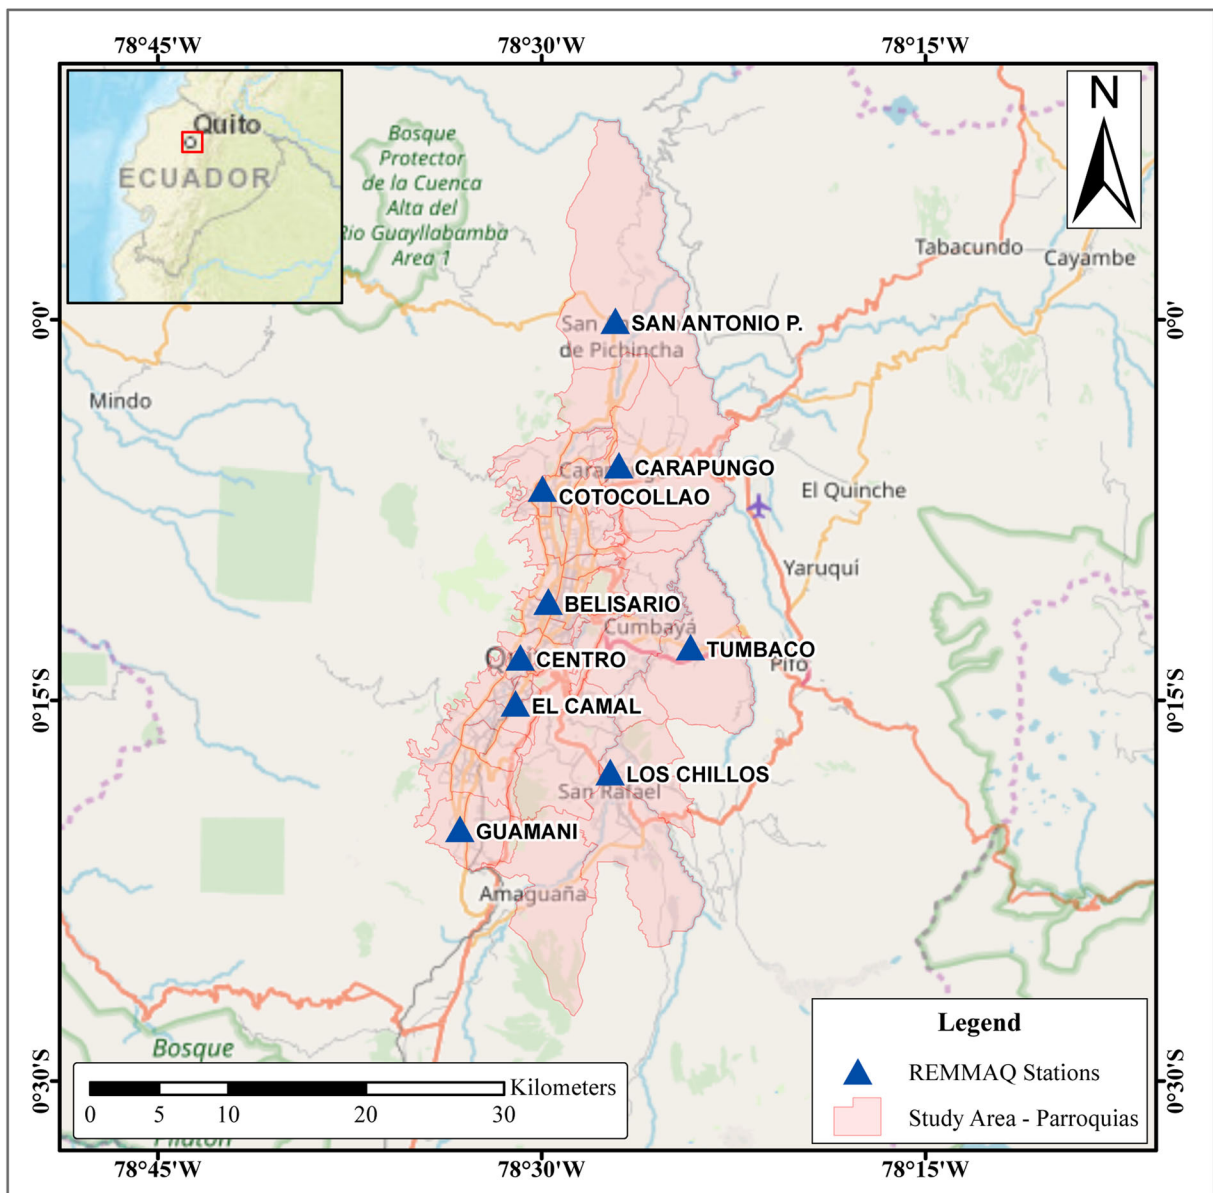 78°45'W 78°30'W 78°15'W
Quito
ECUADOR
Bosque
Protector
de la Cuenca
Alta del
Rio Guayllabamba
Area 1
N
Tabacundo
Cayambe
0°0'
0°0'
San
SAN ANTONIO P.
de Pichincha
Mindo
CARAPUNGO
COTOCOLLAO
El Quinche
Yaruquí
BELISARIO
Cumbayá
TUMBACO
Pifo
CENTRO
EL CAMAL
0°15'S
0°15'S
LOS CHILLOS
San Rafael
GUAMANI
Amaguaña
Bosque
0°30'S
0°30'S
Kilometers
0 5 10 20 30
Legend
REMMAQ Stations
Study Area - Parroquias
78°45'W 78°30'W 78°15'W